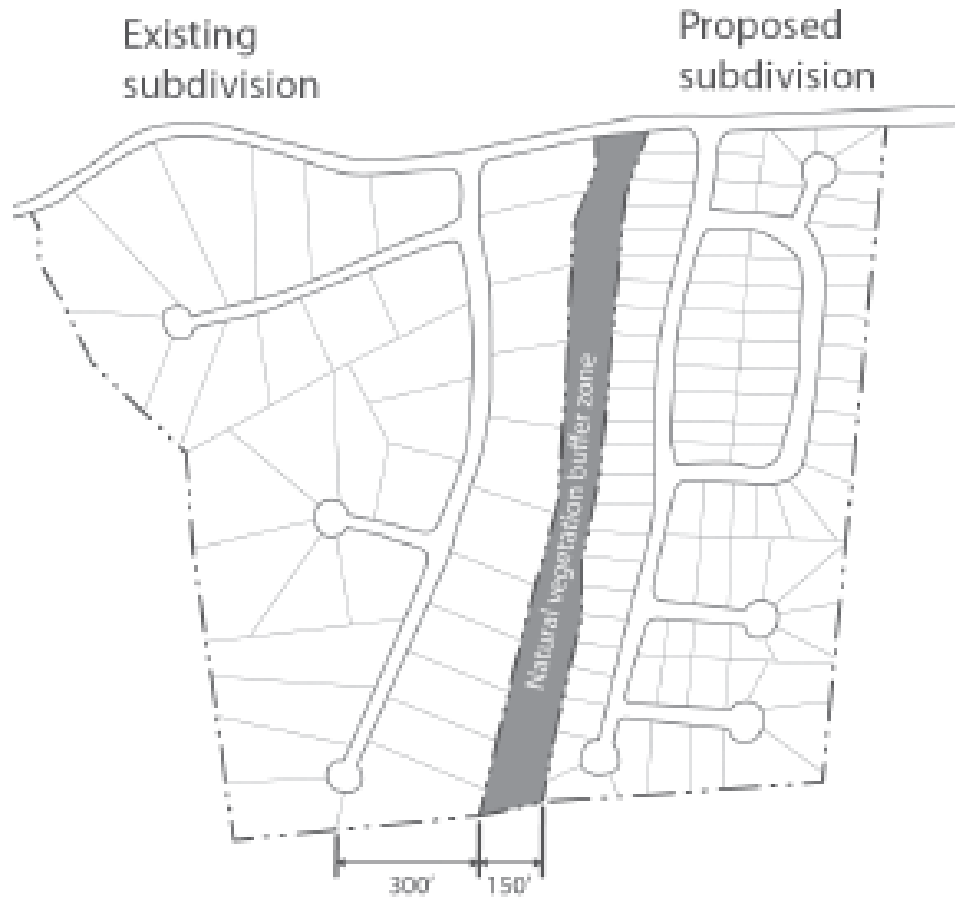 Existing
subdivision
Proposed
subdivision
Natural vegetation buffer zone
300'
150'